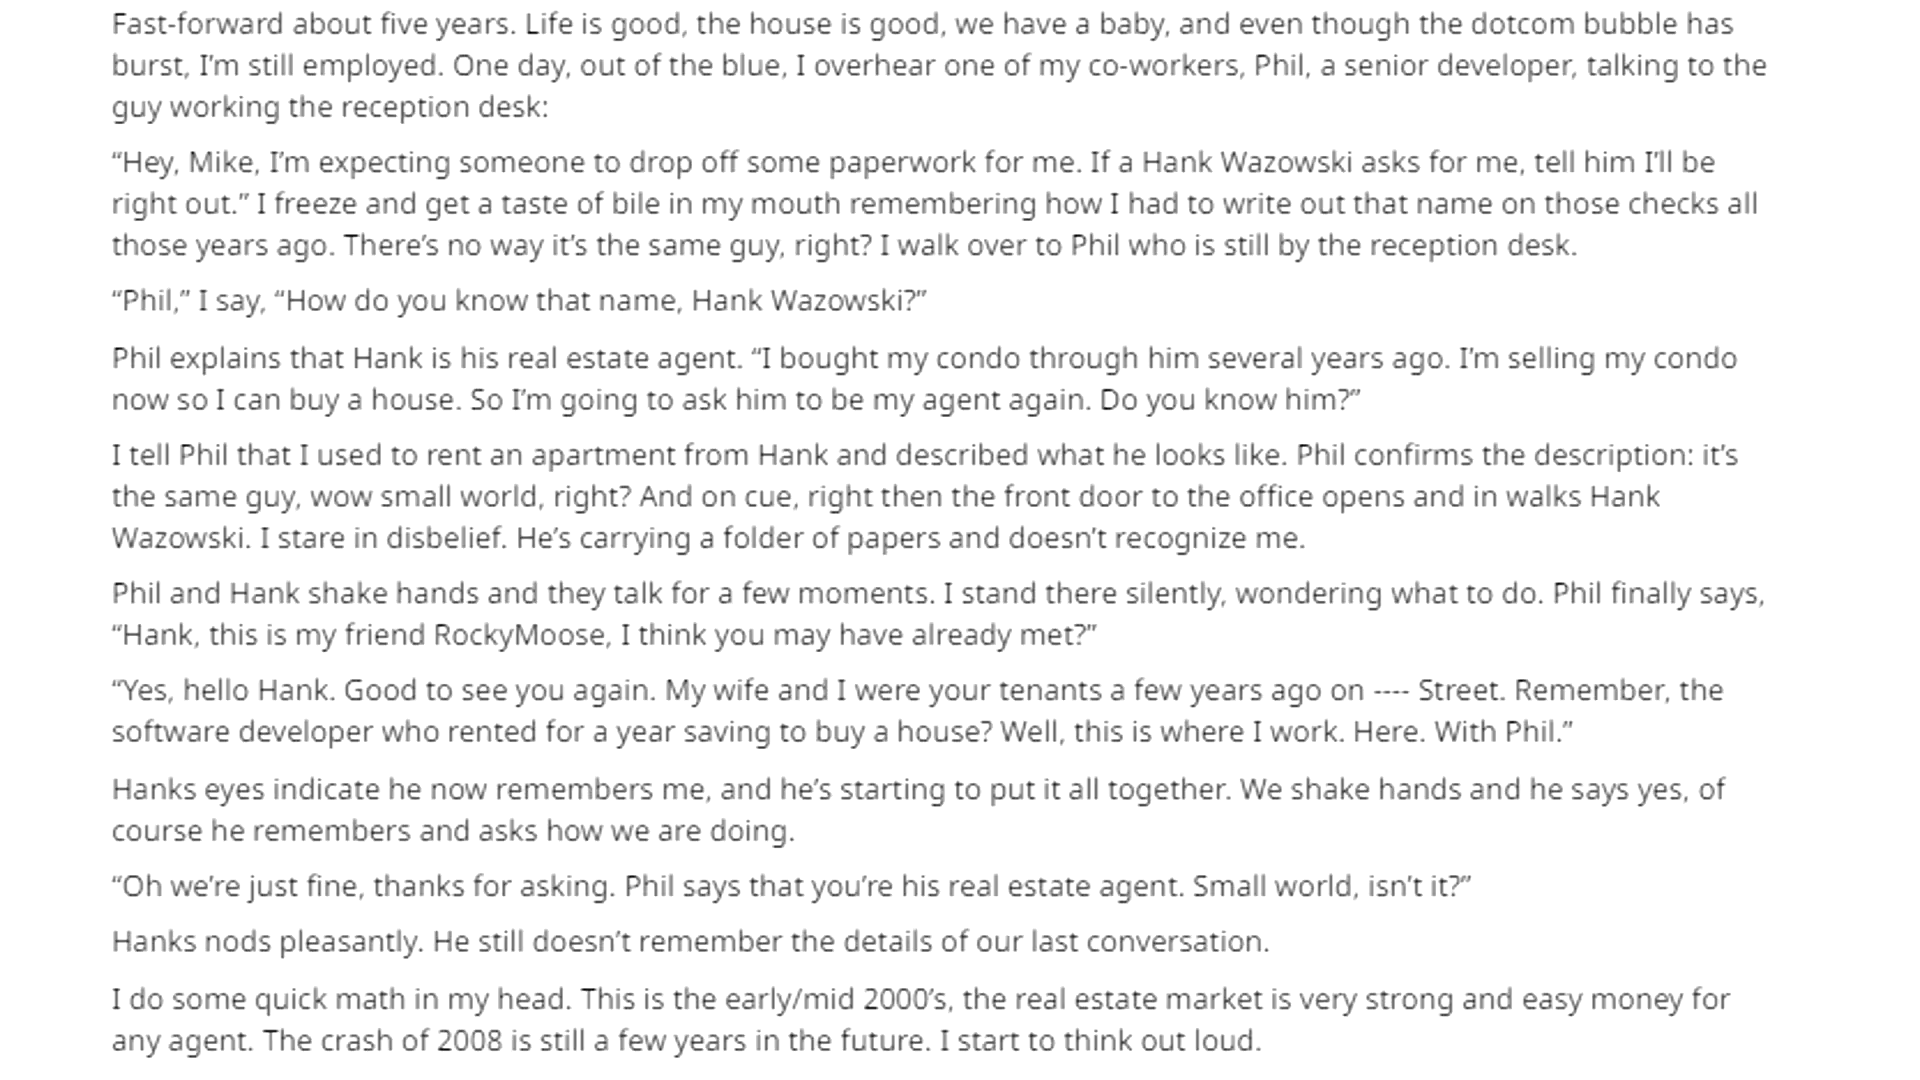 Fast-forward about five years. Life is good, the house is good, we have a baby, and even though the dotcom bubble has
burst, I’m still employed. One day, out of the blue, I overhear one of my co-workers, Phil, a senior developer, talking to the
guy working the reception desk:
“Hey, Mike, I’m expecting someone to drop off some paperwork for me. If a Hank Wazowski asks for me, tell him I’ll be
right out.” I freeze and get a taste of bile in my mouth remembering how I had to write out that name on those checks all
those years ago. There’s no way it’s the same guy, right? I walk over to Phil who is still by the reception desk.
“Phil,” I say, “How do you know that name, Hank Wazowski?”
Phil explains that Hank is his real estate agent. “I bought my condo through him several years ago. I’m selling my condo
now so I can buy a house. So I’m going to ask him to be my agent again. Do you know him?”
I tell Phil that I used to rent an apartment from Hank and described what he looks like. Phil confirms the description: it’s
the same guy, wow small world, right? And on cue, right then the front door to the office opens and in walks Hank
Wazowski. I stare in disbelief. He’s carrying a folder of papers and doesn’t recognize me.
Phil and Hank shake hands and they talk for a few moments. I stand there silently, wondering what to do. Phil finally says,
“Hank, this is my friend RockyMoose, I think you may have already met?”
“Yes, hello Hank. Good to see you again. My wife and I were your tenants a few years ago on ---- Street. Remember, the
software developer who rented for a year saving to buy a house? Well, this is where I work. Here. With Phil.”
Hanks eyes indicate he now remembers me, and he’s starting to put it all together. We shake hands and he says yes, of
course he remembers and asks how we are doing.
“Oh we’re just fine, thanks for asking. Phil says that you’re his real estate agent. Small world, isn’t it?”
Hanks nods pleasantly. He still doesn’t remember the details of our last conversation.
I do some quick math in my head. This is the early/mid 2000’s, the real estate market is very strong and easy money for
any agent. The crash of 2008 is still a few years in the future. I start to think out loud.